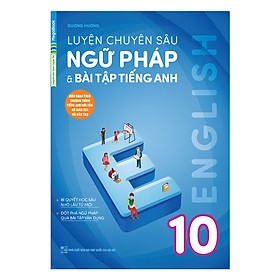 MegaBook
DƯƠNG HƯƠNG
LUYỆN CHUYÊN SÂU
NGỮ PHÁP
& BÀI TẬP TIẾNG ANH
BIÊN SOẠN THEO
CHƯƠNG TRÌNH
TIẾNG ANH MỚI CỦA
BỘ GIÁO DỤC
VÀ ĐÀO TẠO
E
ENGLISH
BÍ QUYẾT HỌC SÂU
NHỚ LÂU TỪ MỚI
ĐỘT PHÁ NGỮ PHÁP
QUA BÀI TẬP VẬN DỤNG
10
NHÀ XUẤT BẢN ĐẠI HỌC QUỐC GIA HÀ NỘI